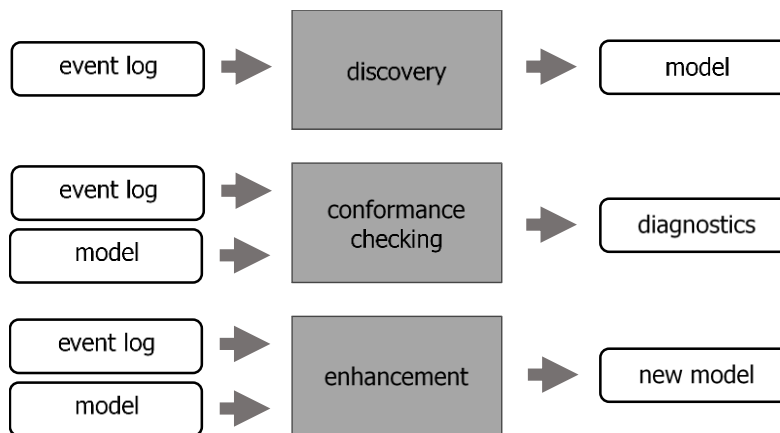 event log
discovery
model
event log
model
conformance
checking
diagnostics
event log
model
enhancement
new model